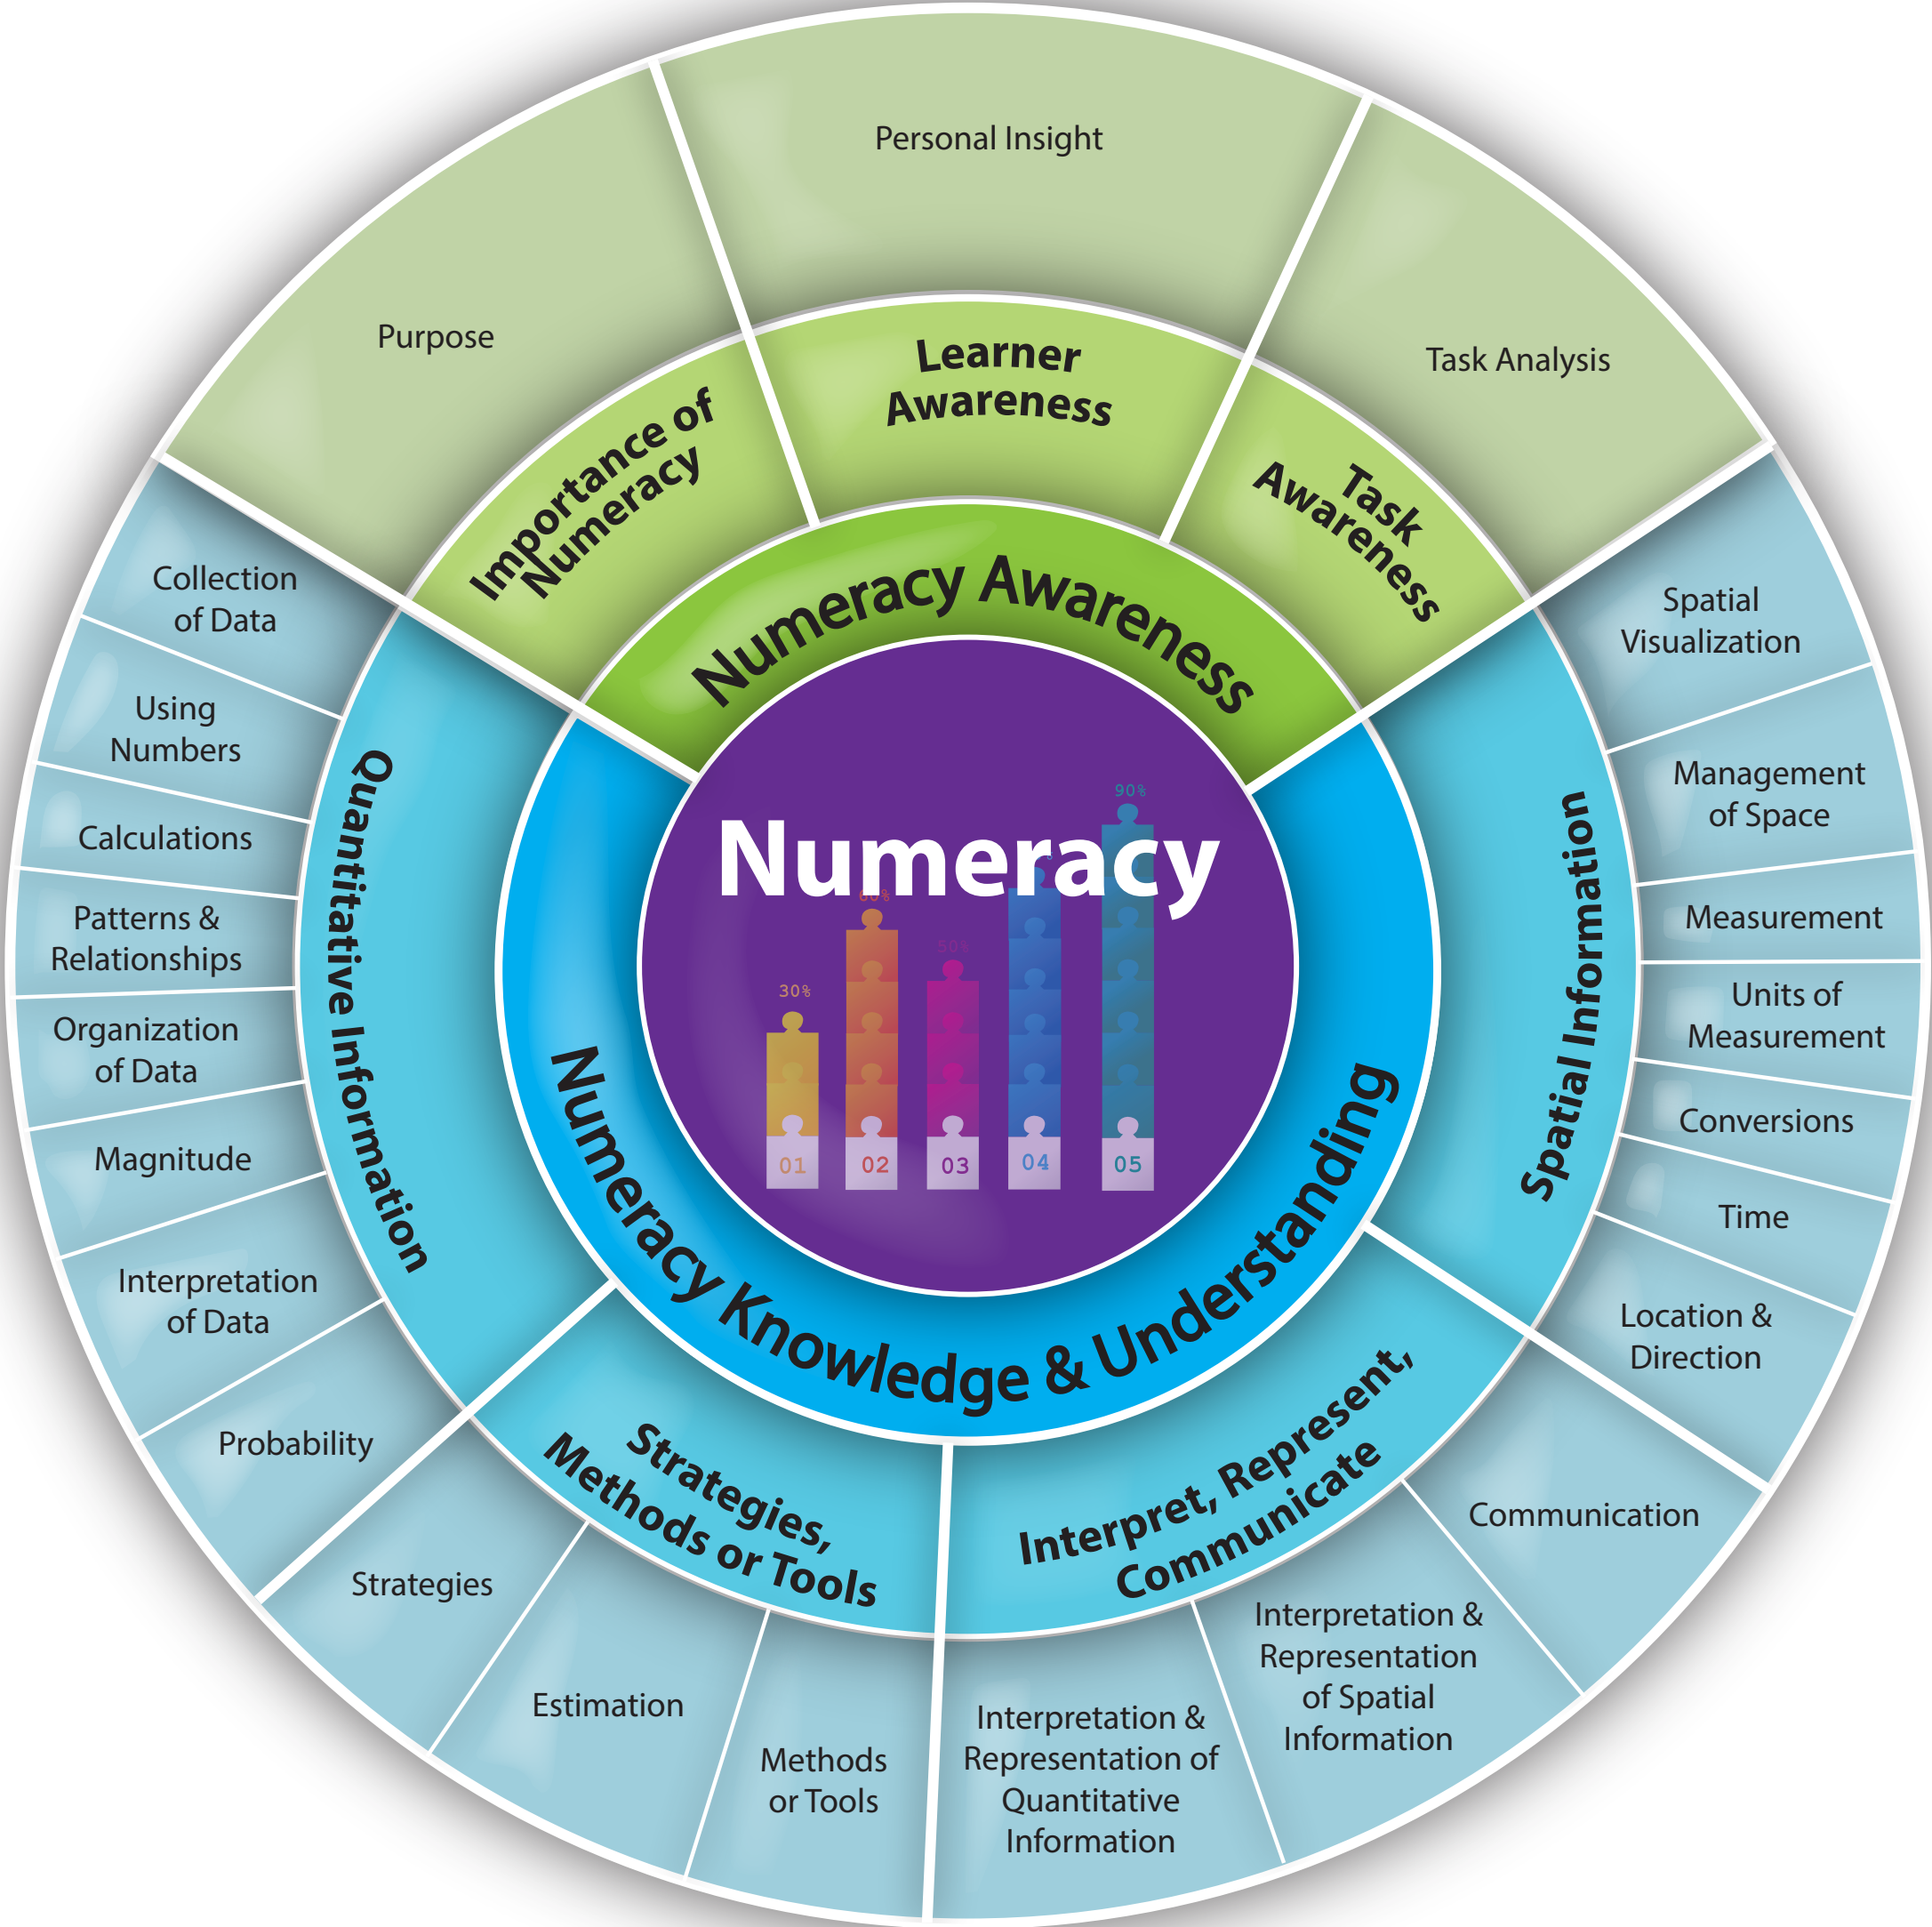 Personal Insight
Purpose
Task Analysis
Learner
Awareness
Importance of
Numeracy
Task
Awareness
Numeracy Awareness
Collection
of Data
Using
Numbers
Calculations
Patterns &
Relationships
Organization
of Data
Magnitude
Interpretation
of Data
Probability
Quantitative Information
Numeracy
90%
60%
50%
30%
01
02
03
04
05
Numeracy Knowledge & Understanding
Spatial Information
Spatial
Visualization
Management
of Space
Measurement
Units of
Measurement
Conversions
Time
Location &
Direction
Strategies,
Methods or Tools
Interpret, Represent,
Communicate
Strategies
Estimation
Methods
or Tools
Interpretation &
Representation of
Quantitative
Information
Interpretation &
Representation
of Spatial
Information
Communication